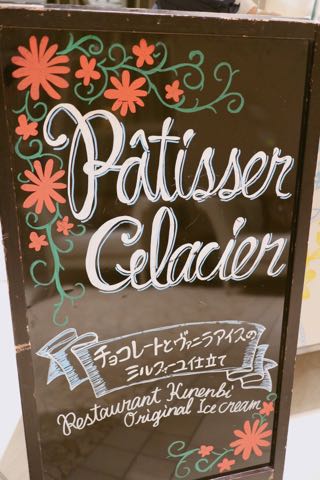 Pâtisser
Glacier
チョコレートとヴァニラアイスの
ミルフィーユ仕立て
Restaurant Kinenbi
Original Ice cream